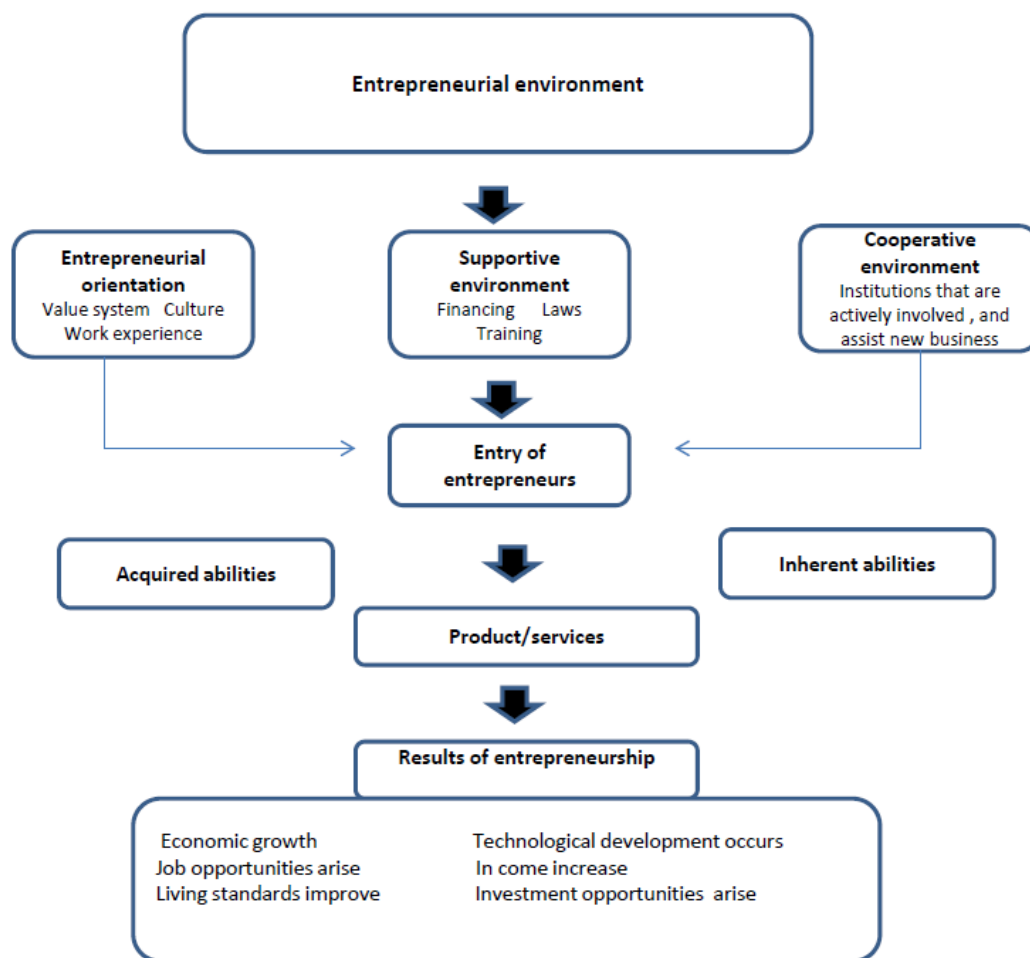 Entrepreneurial environment
Entrepreneurial
orientation
Value system Culture
Work experience
Supportive
environment
Financing Laws
Training
Cooperative
environment
Institutions that are
actively involved , and
assist new business
Entry of
entrepreneurs
Acquired abilities
Inherent abilities
Product/services
Results of entrepreneurship
Economic growth
Job opportunities arise
Living standards improve
Technological development occurs
In come increase
Investment opportunities arise